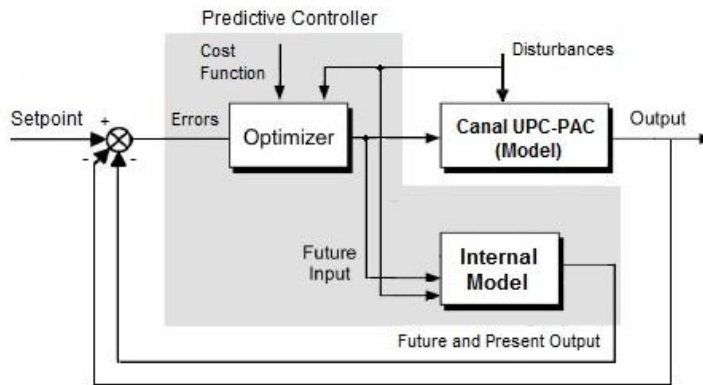 Predictive Controller
Cost
Function
Disturbances
Setpoint
+
-
-
Errors
Optimizer
Canal UPC-PAC
(Model)
Output
Future
Input
Internal
Model
Future and Present Output